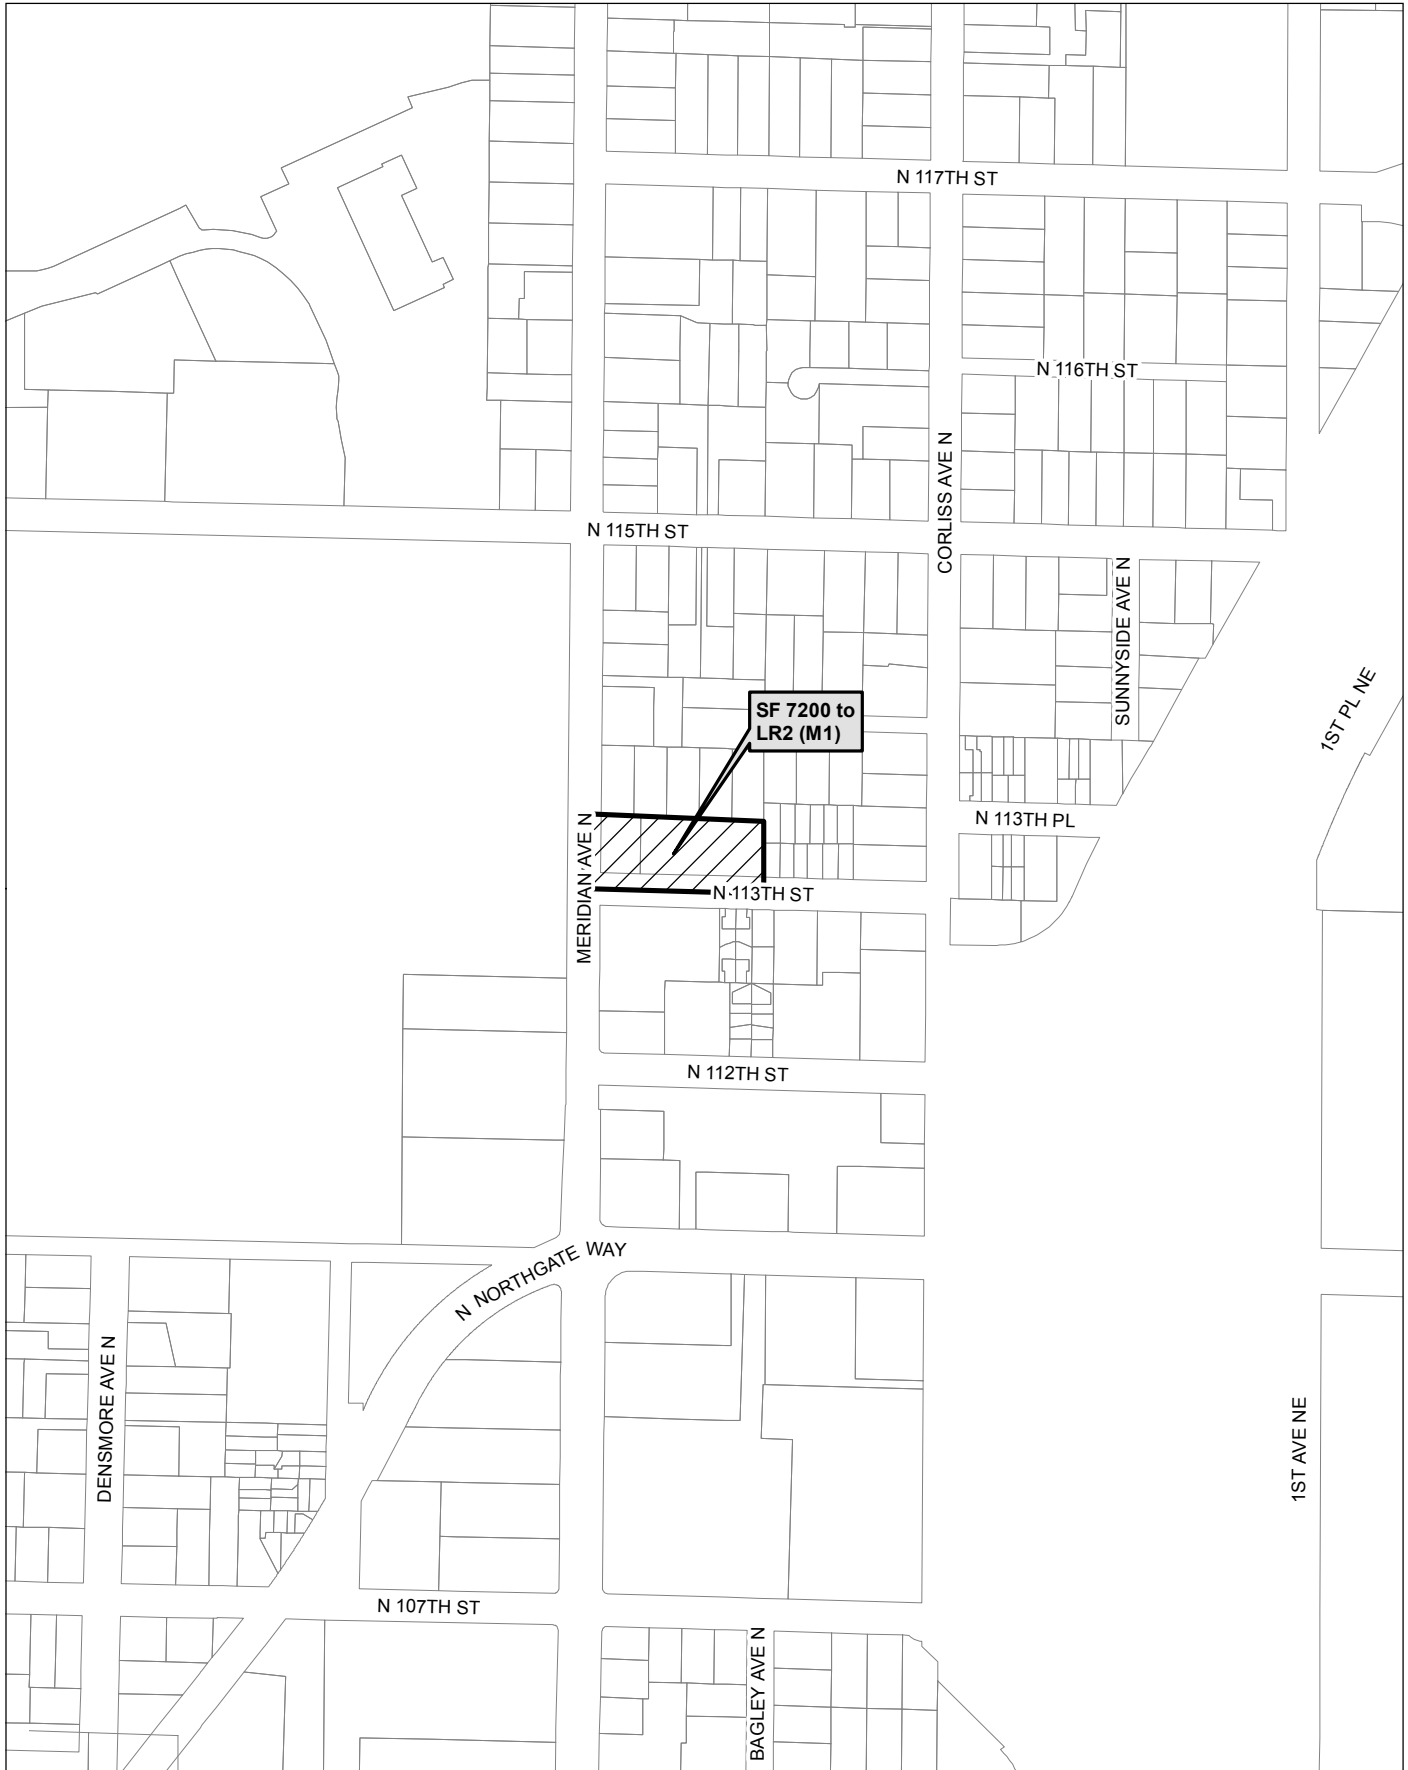 N 117TH ST
N 116TH ST
CORLISS AVE N
N 115TH ST
SUNNYSIDE AVE N
1ST PL NE
SF 7200 to
LR2 (M1)
MERIDIAN AVE N
N 113TH PL
N 113TH ST
N 112TH ST
N NORTHGATE WAY
DENSMORE AVE N
1ST AVE NE
N 107TH ST
BAGLEY AVE N